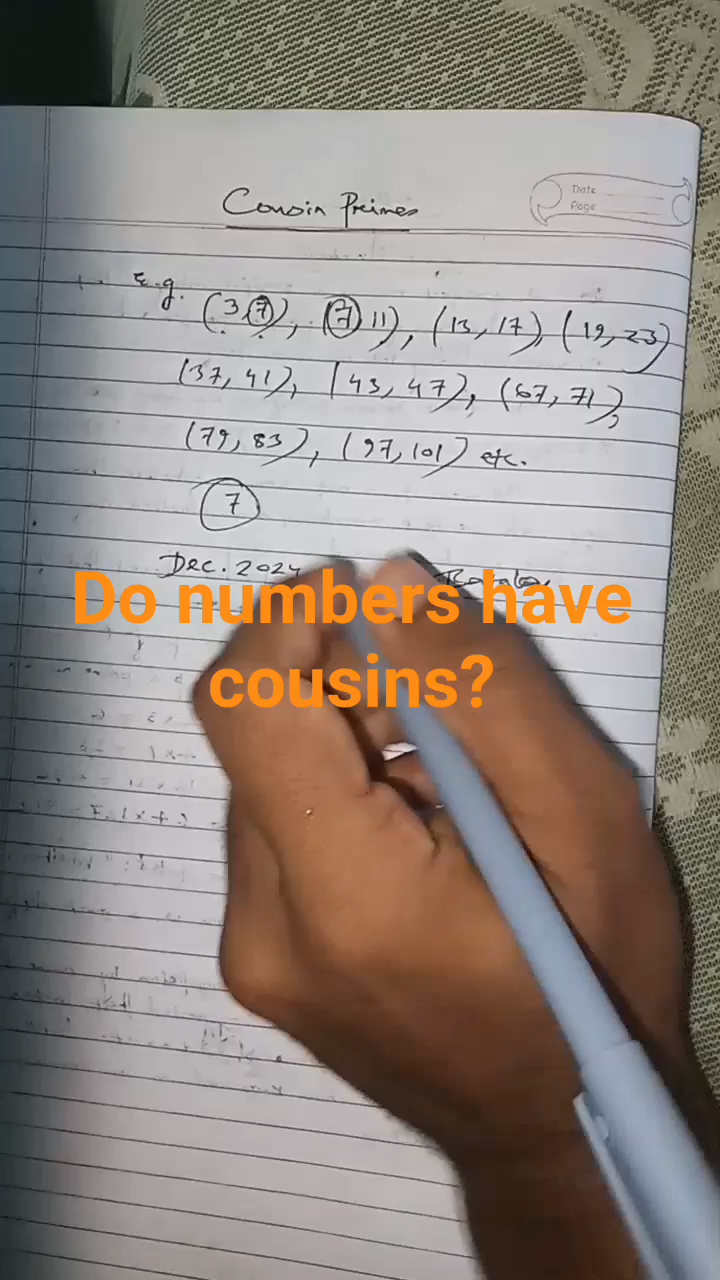 Cousin Preimes
Date
Page
E.g. (3, 7), (7, 11), (13, 17), (19, 23)
(37, 41), (43, 47), (67, 71),
(79, 83), (97, 101) etc.
7
Dec. 2024
Do numbers have
cousins?